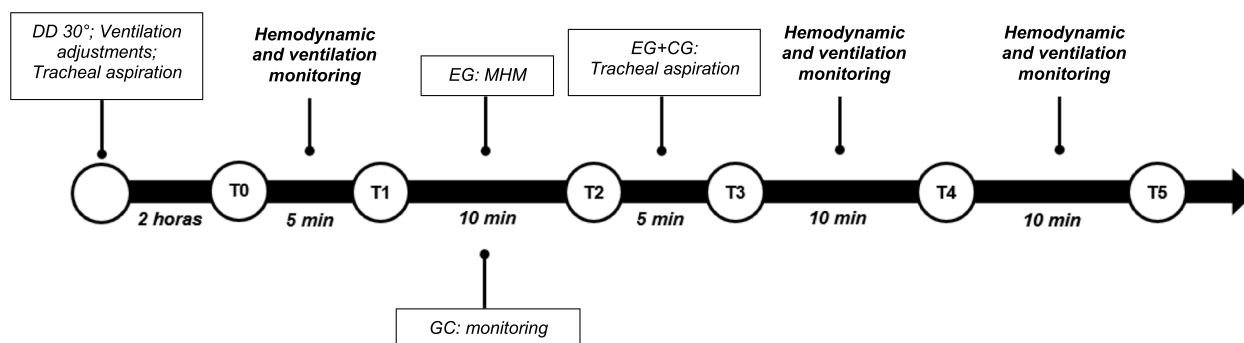 DD 30°; Ventilation
adjustments;
Tracheal aspiration
Hemodynamic
and ventilation
monitoring
EG: MHM
EG+CG:
Tracheal aspiration
Hemodynamic
and ventilation
monitoring
Hemodynamic
and ventilation
monitoring
T0
T1
T2
T3
T4
T5
2 horas
5 min
10 min
5 min
10 min
10 min
GC: monitoring